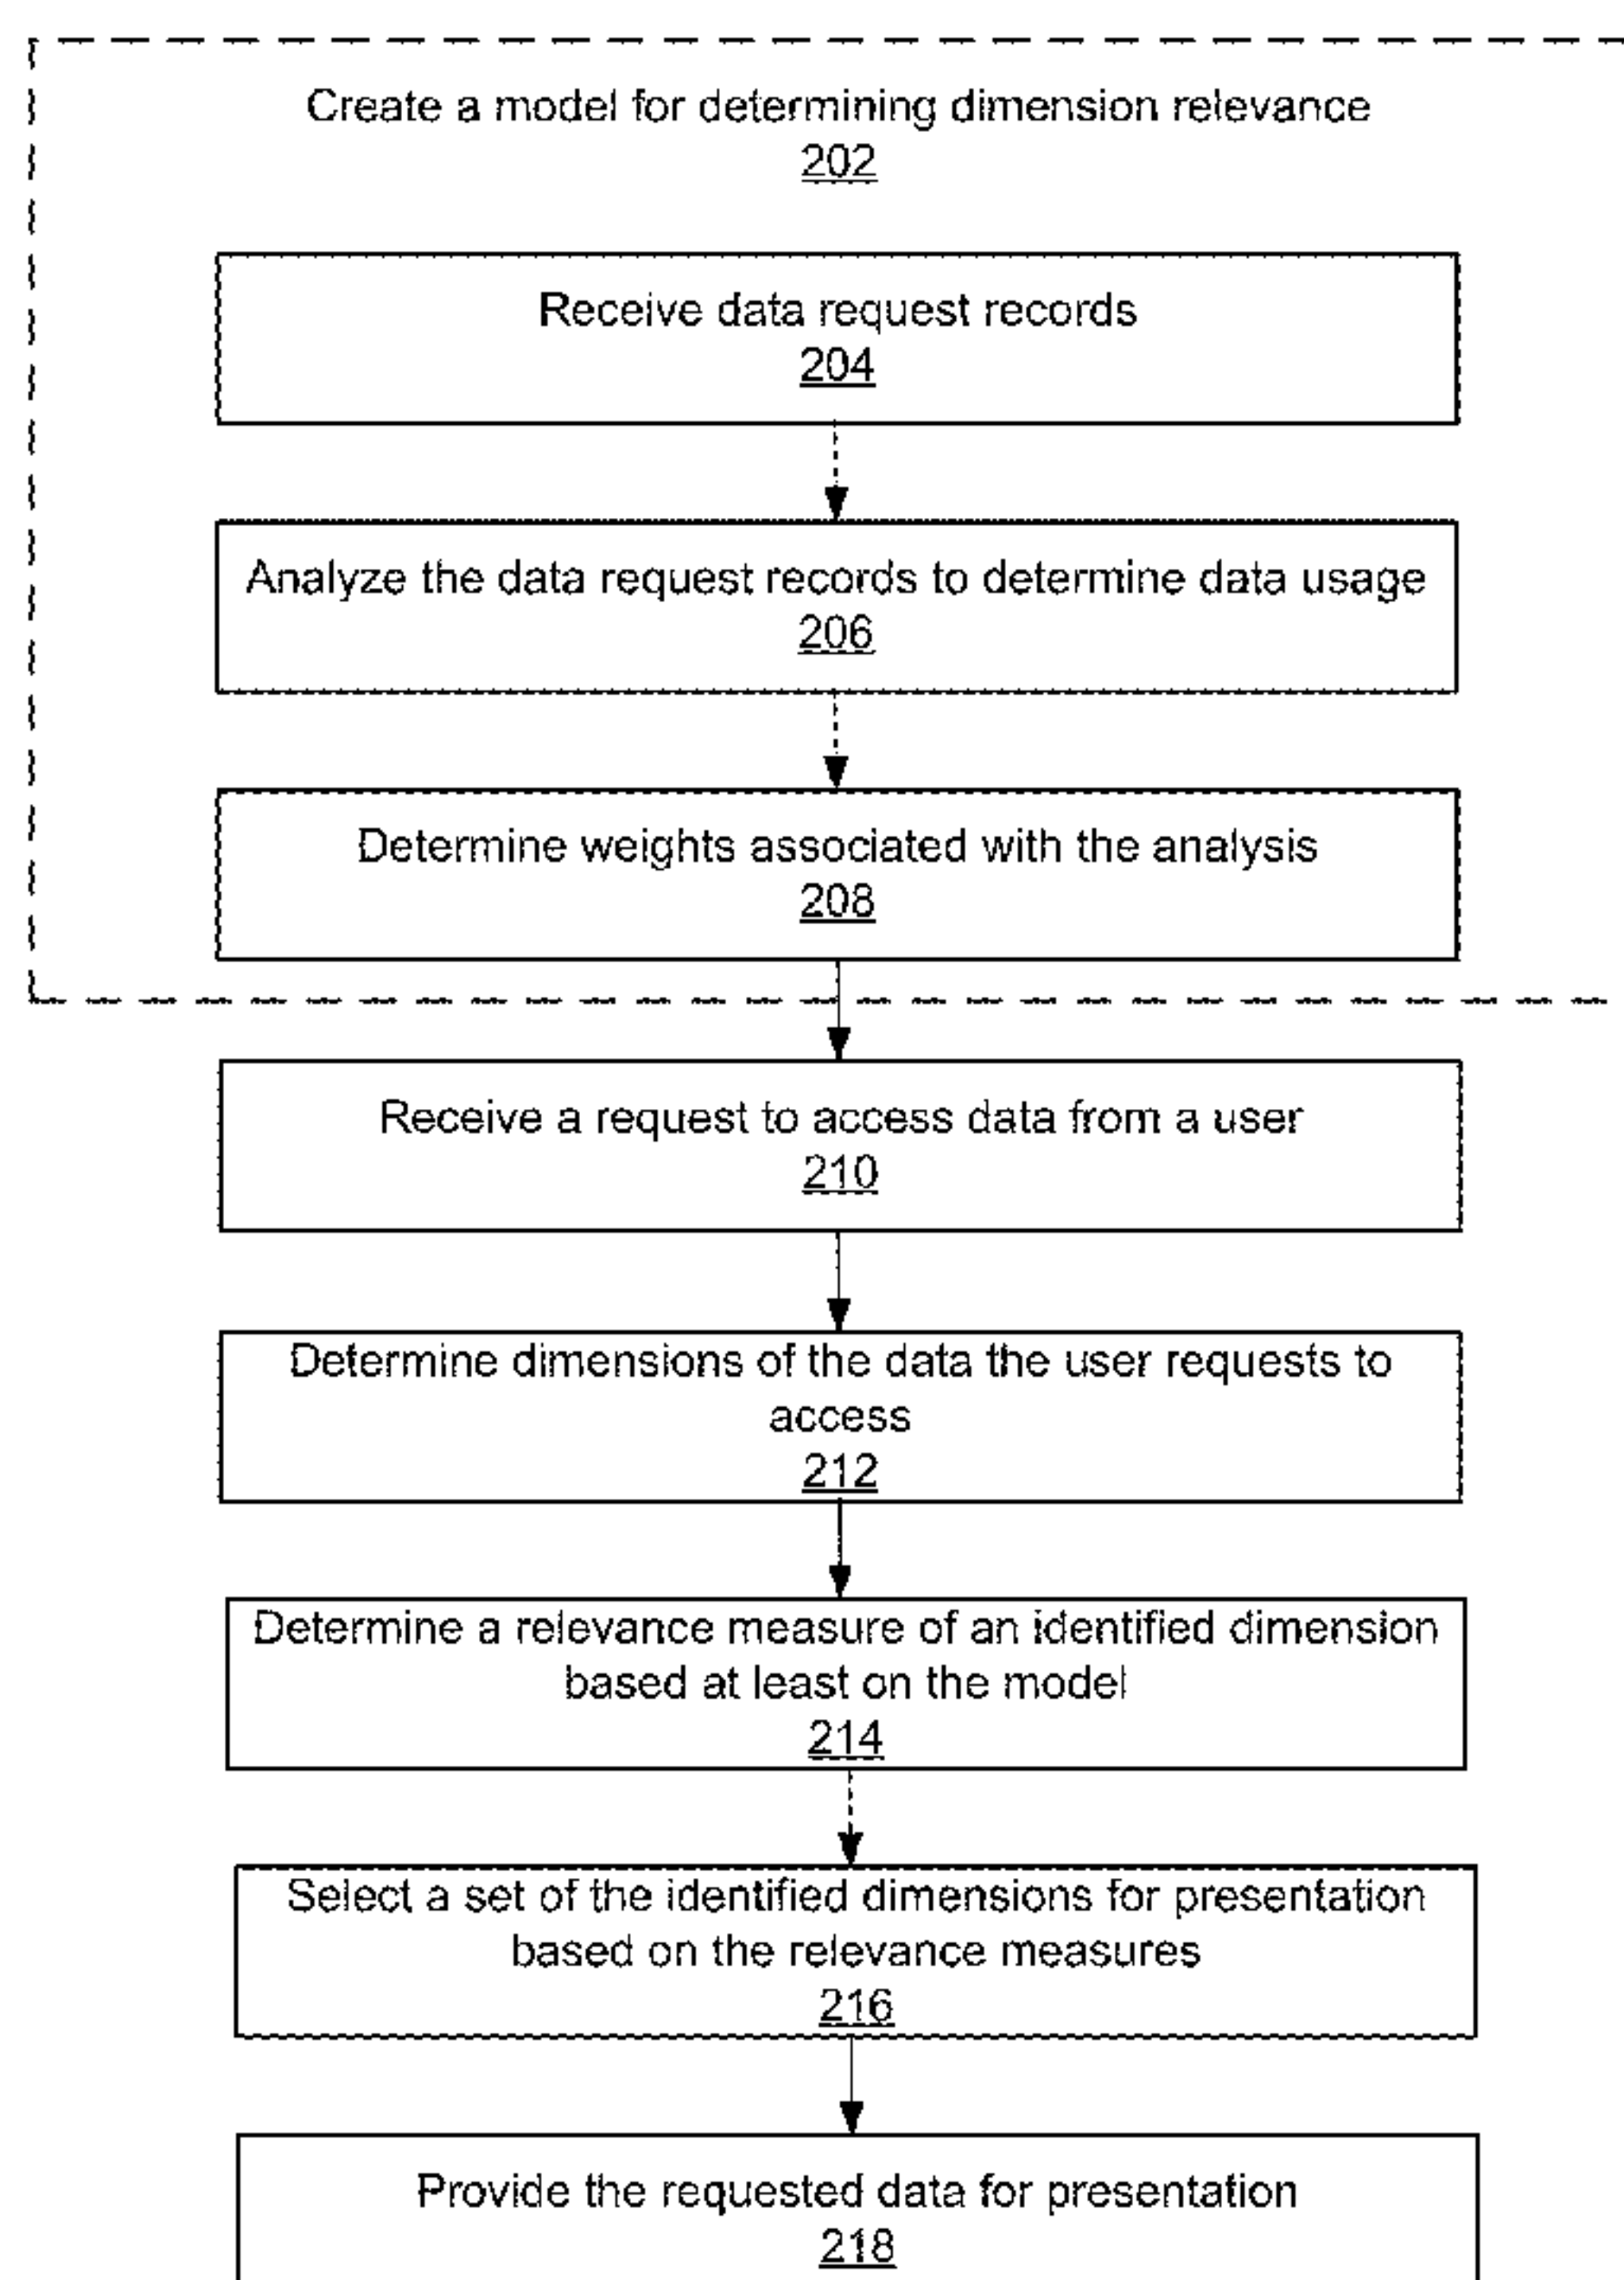 Create a model for determining dimension relevance
202
Receive data request records
204
Analyze the data request records to determine data usage
206
Determine weights associated with the analysis
208
Receive a request to access data from a user
210
Determine dimensions of the data the user requests to
access
212
Determine a relevance measure of an identified dimension
based at least on the model
214
Select a set of the identified dimensions for presentation
based on the relevance measures
216
Provide the requested data for presentation
218